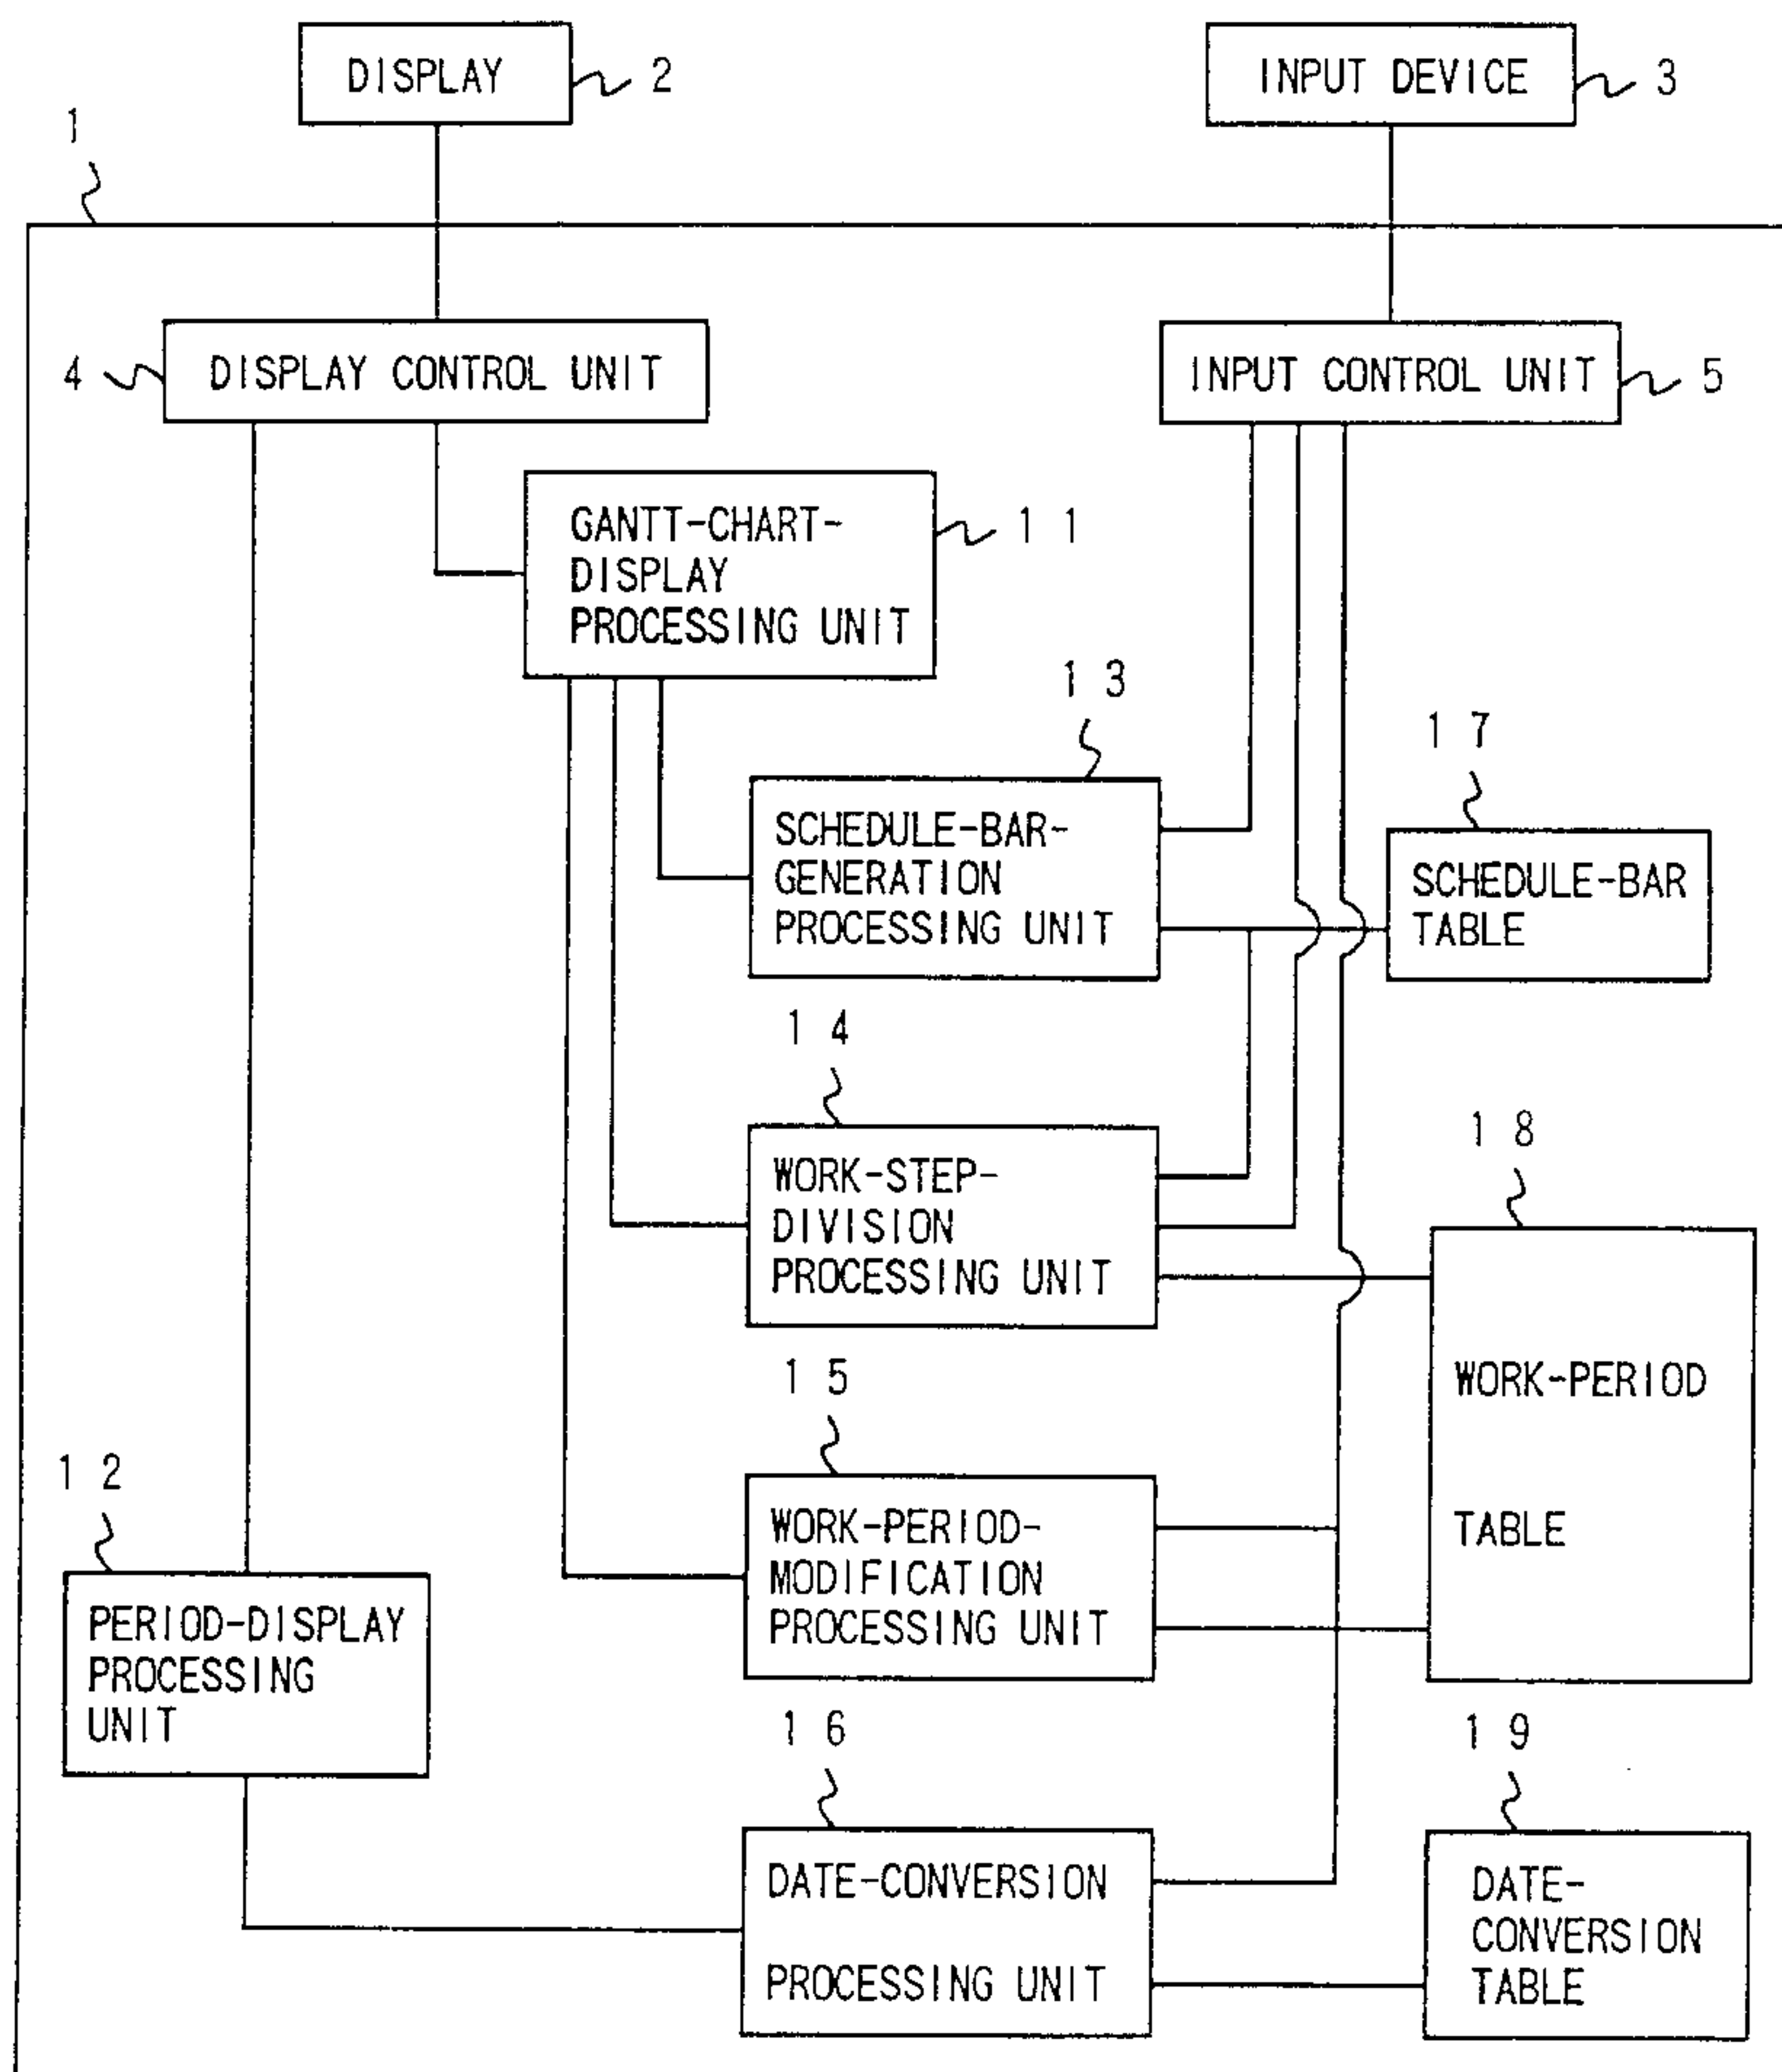 DISPLAY
2
INPUT DEVICE
3
1
4
DISPLAY CONTROL UNIT
INPUT CONTROL UNIT
5
GANTT-CHART-
DISPLAY
PROCESSING UNIT
11
13
SCHEDULE-BAR-
GENERATION
PROCESSING UNIT
17
SCHEDULE-BAR
TABLE
14
WORK-STEP-
DIVISION
PROCESSING UNIT
18
WORK-PERIOD
TABLE
15
WORK-PERIOD-
MODIFICATION
PROCESSING UNIT
12
PERIOD-DISPLAY
PROCESSING
UNIT
16
DATE-CONVERSION
PROCESSING UNIT
19
DATE-
CONVERSION
TABLE